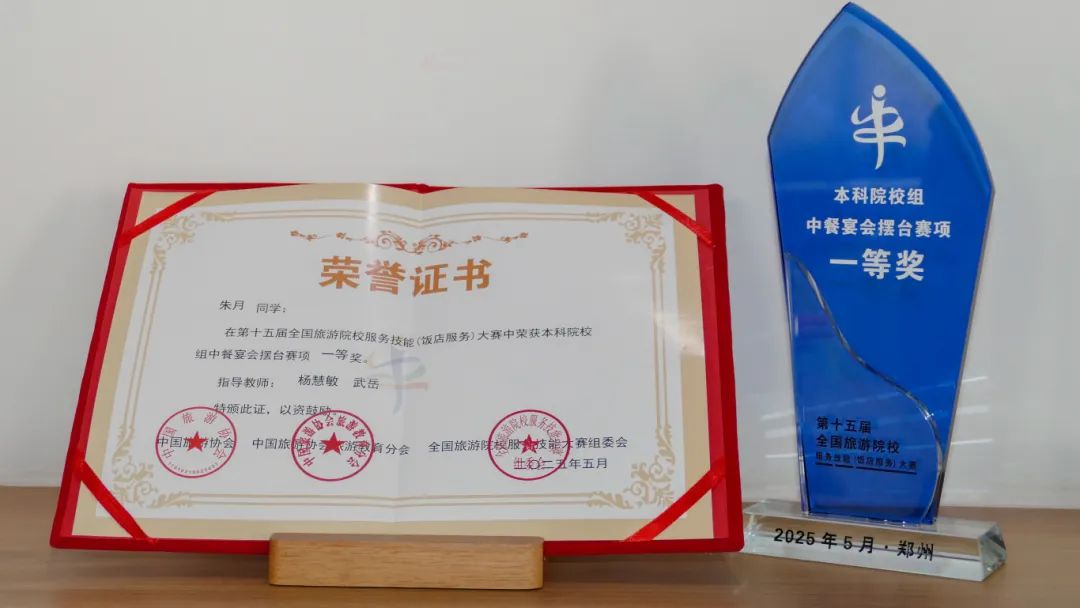 荣誉证书
朱月 同学：
在第十五届全国旅游院校服务技能(饭店服务)大赛中荣获本科院校
组中餐宴会摆台赛项 一等奖。
指导教师： 杨慧敏 武岳
特颁此证，以资鼓励。
中国旅游协会 中国旅游协会旅游教育分会 全国旅游院校服务技能大赛组委会
二〇二五年五月
中国旅游协会
本科院校组
中餐宴会摆台赛项
一等奖
第十五届
全国旅游院校
服务技能(饭店服务)大赛
2025年5月·郑州